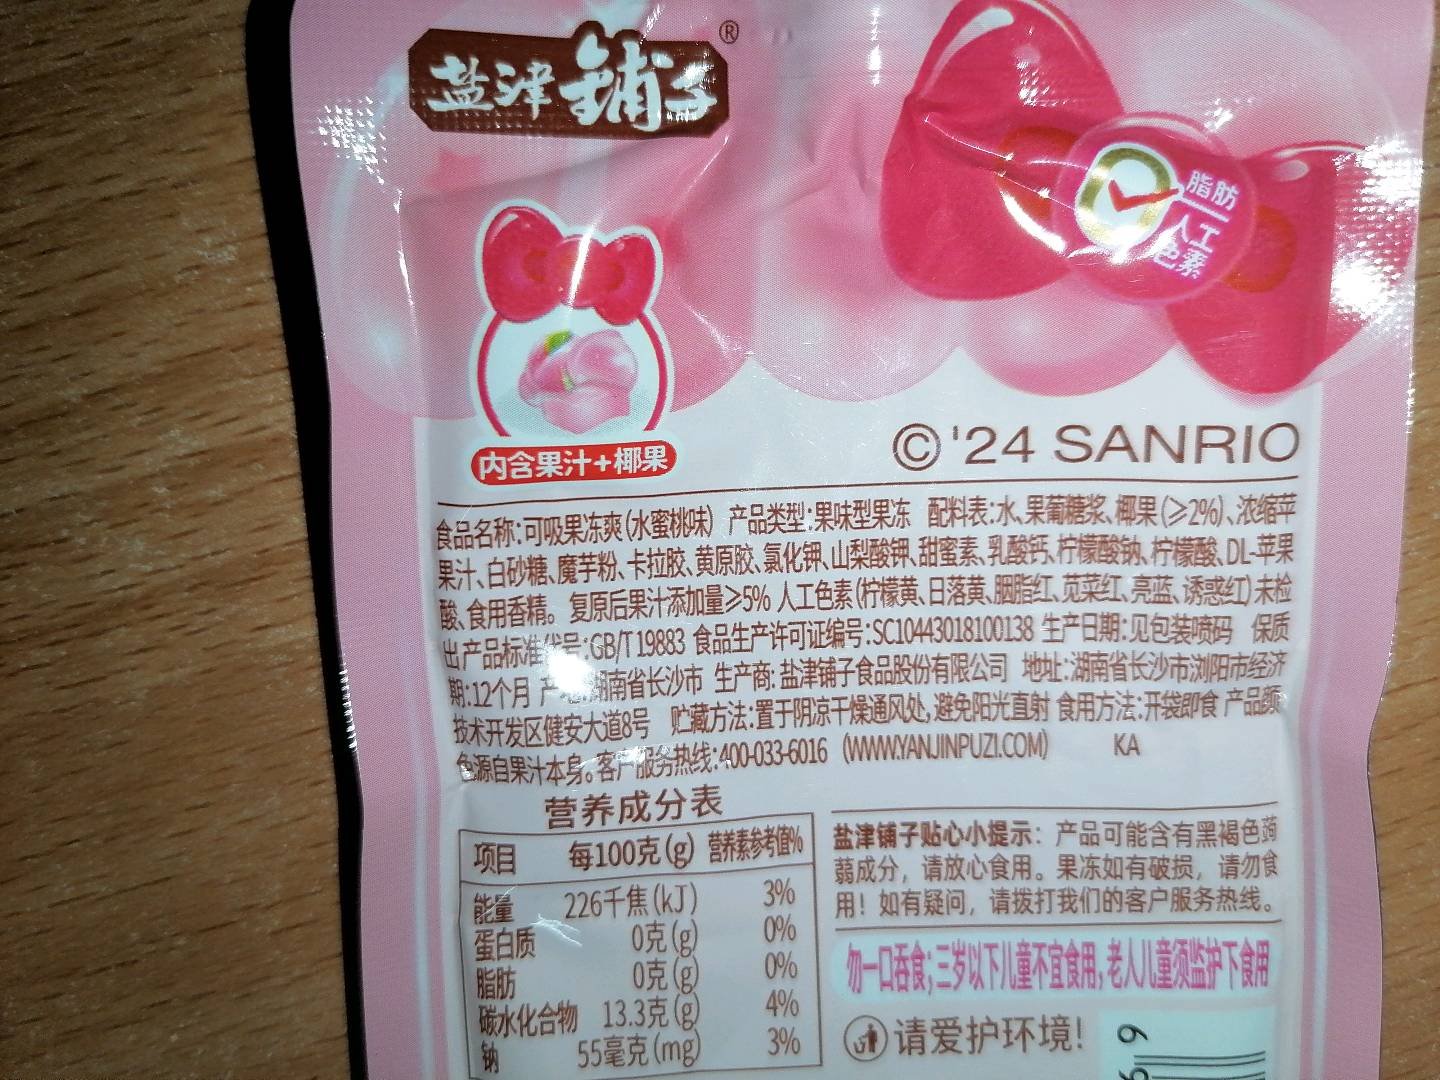 盐津铺子®
脂肪
人工
色素
内含果汁+椰果
©'24 SANRIO
食品名称:可吸果冻爽(水蜜桃味) 产品类型:果味型果冻 配料表:水、果葡糖浆、椰果(≥2%)、浓缩苹
果汁、白砂糖、魔芋粉、卡拉胶、黄原胶、氯化钾、山梨酸钾、甜蜜素、乳酸钙、柠檬酸钠、柠檬酸、DL-苹果
酸、食用香精。 复原后果汁添加量≥5% 人工色素(柠檬黄、日落黄、胭脂红、苋菜红、亮蓝、诱惑红)未检
出 产品标准代号:GB/T 19883 食品生产许可证编号:SC10443018100138 生产日期:见包装喷码 保质
期:12个月 产 湖南省长沙市 生产商:盐津铺子食品股份有限公司 地址:湖南省长沙市浏阳市经济
技术开发区健安大道8号 贮藏方法:置于阴凉干燥通风处,避免阳光直射 食用方法:开袋即食 产品颜
色源自果汁本身。客户服务热线:400-033-6016 (WWW.YANJINPUZI.COM) KA
营养成分表
项目 每100克(g) 营养素参考值%
能量 226千焦(kJ) 3%
蛋白质 0克(g) 0%
脂肪 0克(g) 0%
碳水化合物 13.3克(g) 4%
钠 55毫克(mg) 3%
盐津铺子贴心小提示：产品可能含有黑褐色蒟
蒻成分，请放心食用。果冻如有破损，请勿食
用！如有疑问，请拨打我们的客户服务热线。
勿一口吞食;三岁以下儿童不宜食用,老人儿童须监护下食用
请爱护环境!
6